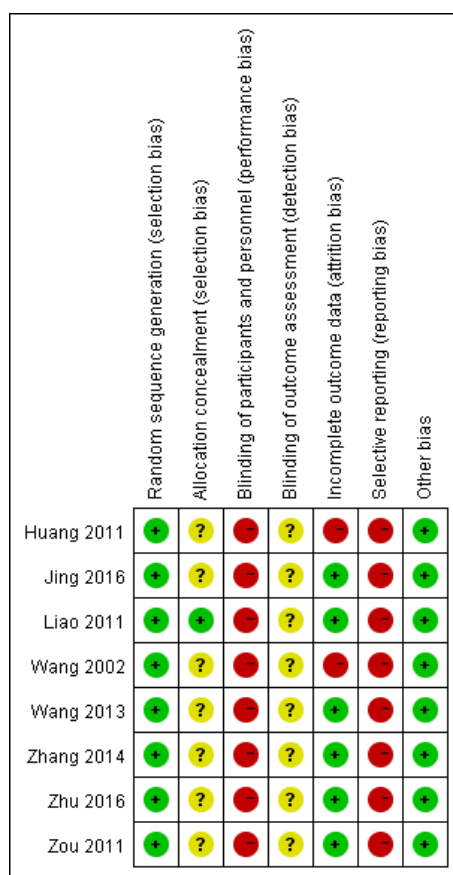 Random sequence generation (selection bias)
Allocation concealment (selection bias)
Blinding of participants and personnel (performance bias)
Blinding of outcome assessment (detection bias)
Incomplete outcome data (attrition bias)
Selective reporting (reporting bias)
Other bias
Huang 2011 + ? - ? - - +
Jing 2016 + ? - ? + - +
Liao 2011 + + - ? + - +
Wang 2002 + ? - ? - - +
Wang 2013 + ? - ? + - +
Zhang 2014 + ? - ? + - +
Zhu 2016 + ? - ? + - +
Zou 2011 + ? - ? + - +